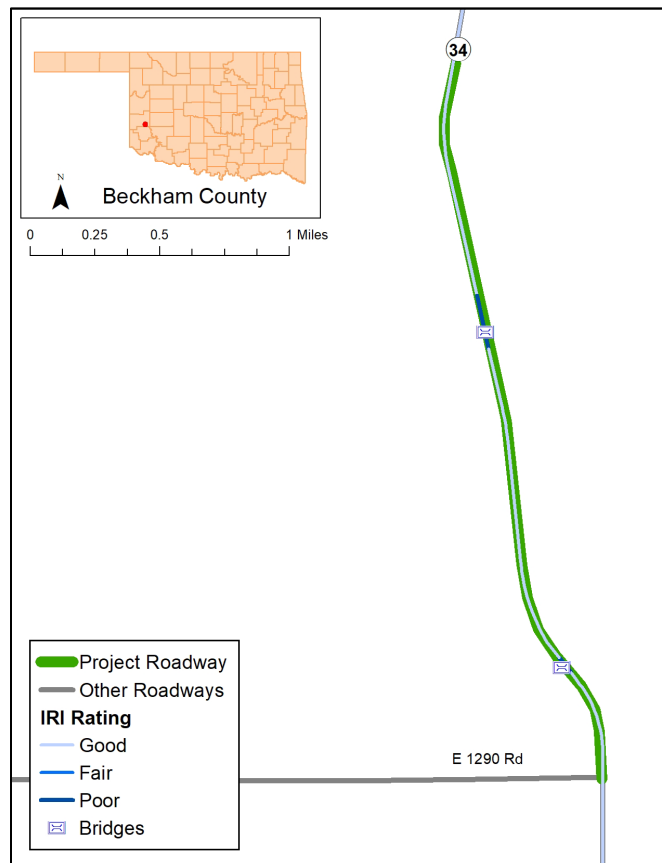 34
N
Beckham County
0 0.25 0.5 1 Miles
Project Roadway
Other Roadways
IRI Rating
Good
Fair
Poor
Bridges
E 1290 Rd